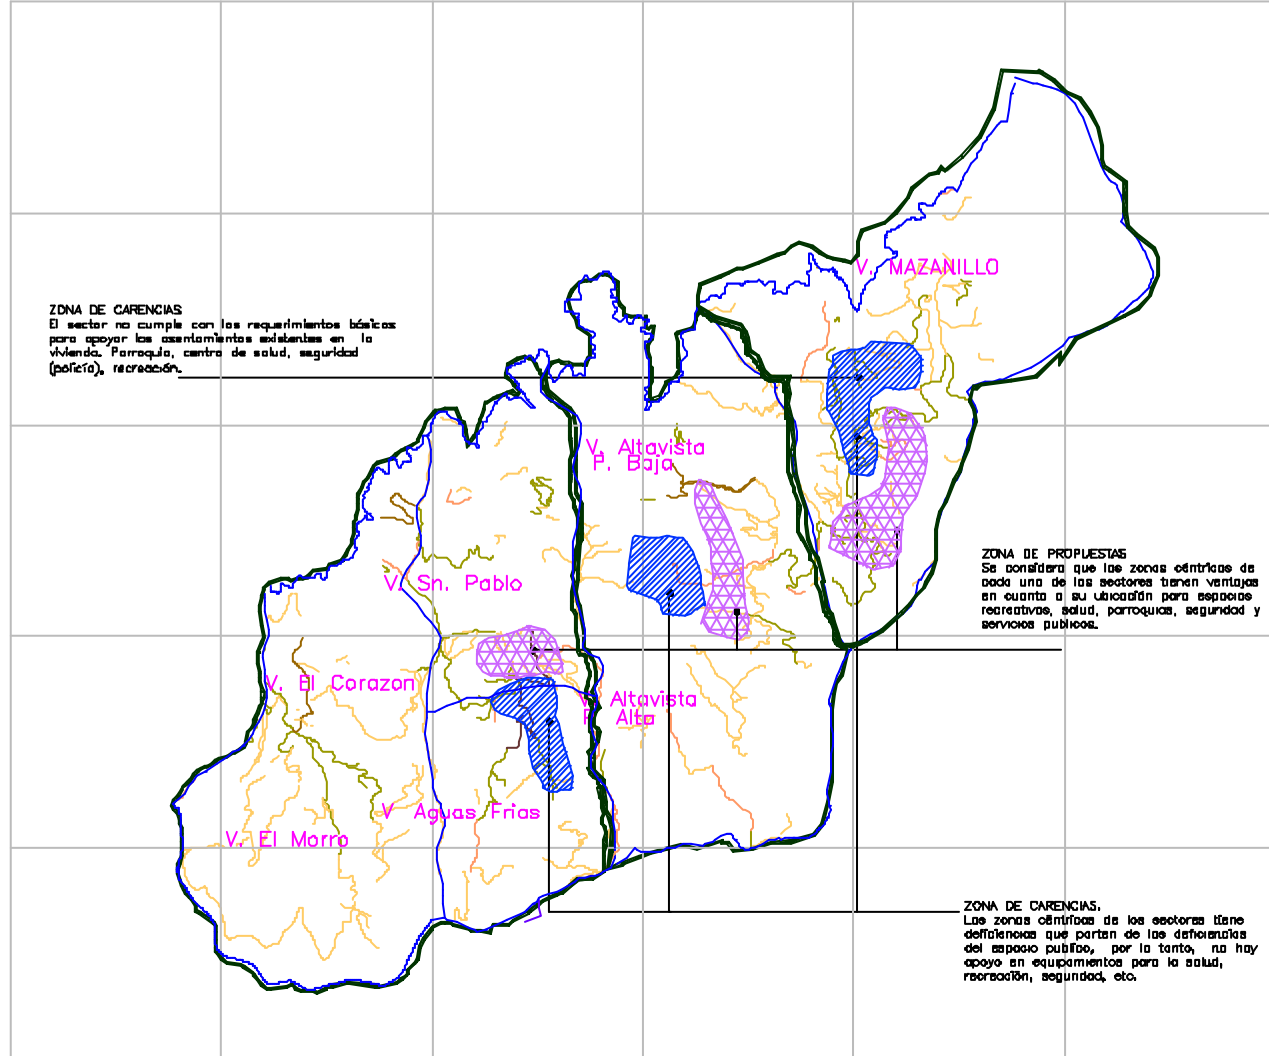 V. MAZANILLO
ZONA DE CARENCIAS
El sector no cumple con los requerimientos básicos
para apoyar los asentamientos existentes en la
vivienda. Parroquia, centro de salud, seguridad
(policía), recreación.
V. Altavista
P. Baja
ZONA DE PROPUESTAS
Se considera que las zonas céntricas de
cada uno de los sectores tienen ventajas
en cuanto a su ubicación para espacios
recreativos, salud, parroquias, seguridad y
servicios publicos.
V. Sn. Pablo
V. El Corazon
V. Altavista
P. Alta
V Aguas Frias
V. El Morro
ZONA DE CARENCIAS.
Las zonas céntricas de los sectores tiene
deficiencias que parten de las deficiencias
del espacio publico, por lo tanto, no hay
apoyo en equipamientos para la salud,
recreación, seguridad, etc.